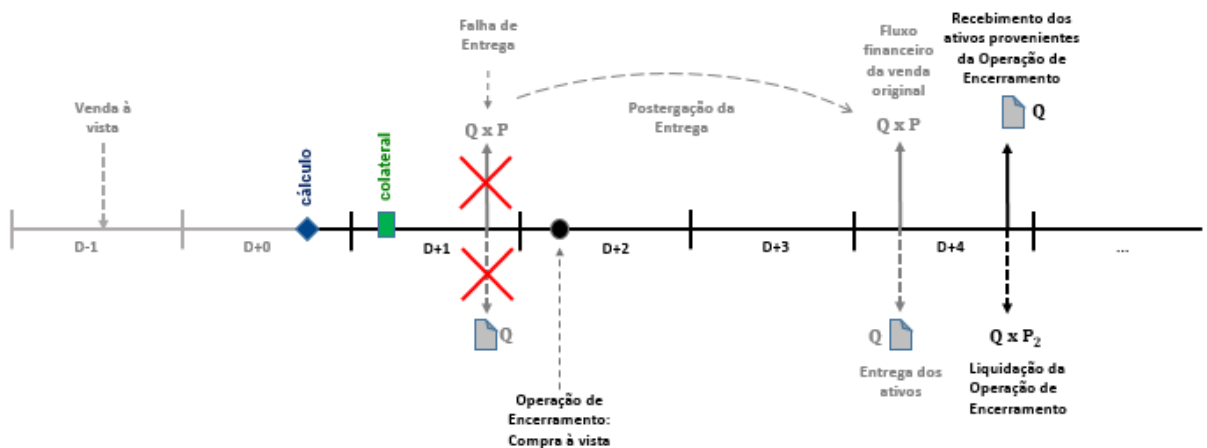 Falha de
Entrega
Fluxo
financeiro
da venda
original
Recebimento dos
ativos provenientes
da Operação de
Encerramento
Venda à
vista
Postergação da
Entrega
Q
Q x P
Q x P
cálculo
colateral
D-1
D+0
D+1
D+2
D+3
D+4
...
Q
Q
Q x P₂
Entrega dos
ativos
Liquidação da
Operação de
Encerramento
Operação de
Encerramento:
Compra à vista